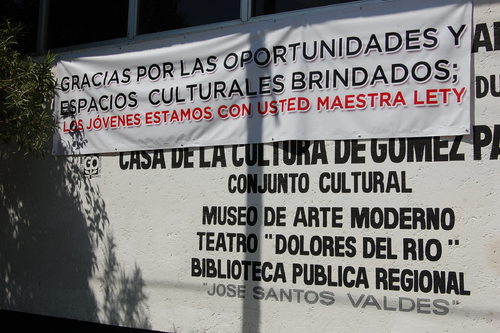 GRACIAS POR LAS OPORTUNIDADES Y
ESPACIOS CULTURALES BRINDADOS;
LOS JÓVENES ESTAMOS CON USTED MAESTRA LETY
CASA DE LA CULTURA DE GOMEZ PA
CONJUNTO CULTURAL
MUSEO DE ARTE MODERNO
TEATRO "DOLORES DEL RIO"
BIBLIOTECA PUBLICA REGIONAL
"JOSE SANTOS VALDES"